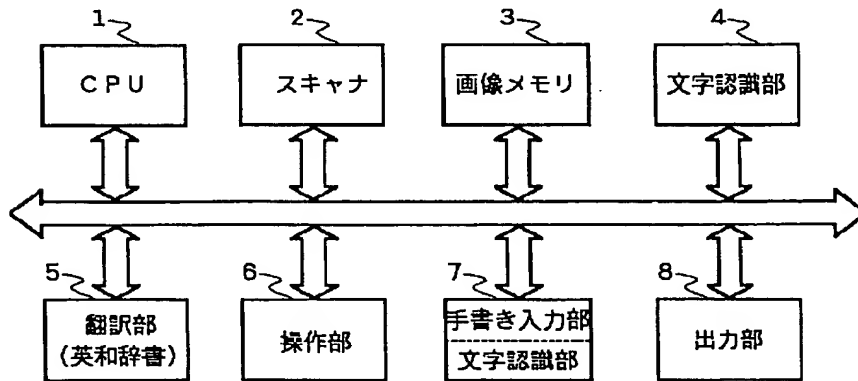 1 2 3 4
CPU スキャナ 画像メモリ 文字認識部
5 6 7 8
翻訳部
(英和辞書)
操作部
手書き入力部
文字認識部
出力部